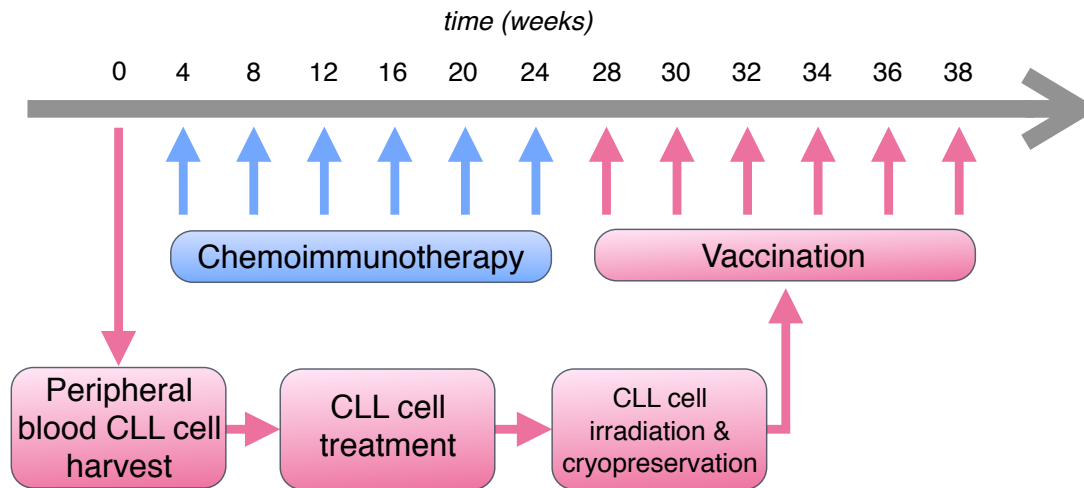 time (weeks)
0 4 8 12 16 20 24 28 30 32 34 36 38
Chemoimmunotherapy
Vaccination
Peripheral
blood CLL cell
harvest
CLL cell
treatment
CLL cell
irradiation &
cryopreservation